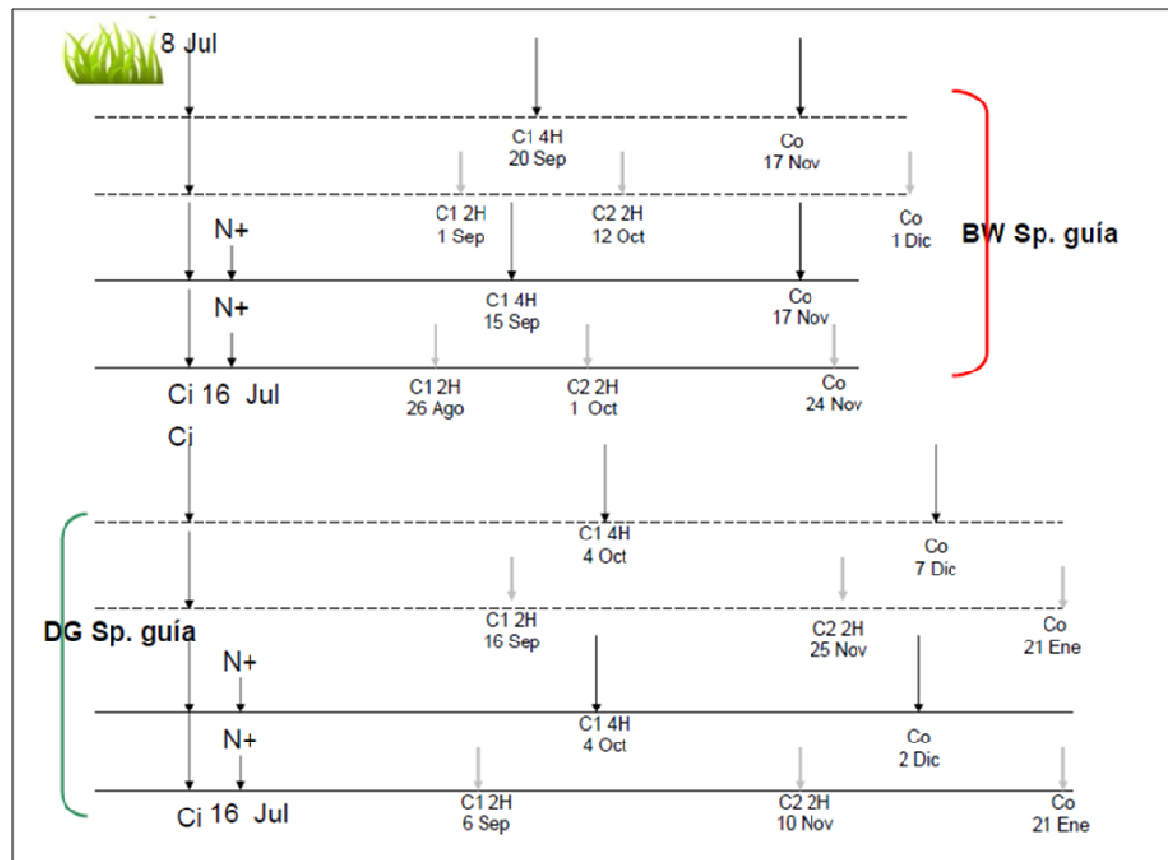 8 Jul
C1 4H
20 Sep
Co
17 Nov
C1 2H
1 Sep
C2 2H
12 Oct
Co
1 Dic
BW Sp. guía
N+
C1 4H
15 Sep
Co
17 Nov
N+
Ci 16 Jul
C1 2H
26 Ago
C2 2H
1 Oct
Co
24 Nov
Ci
C1 4H
4 Oct
Co
7 Dic
DG Sp. guía
C1 2H
16 Sep
C2 2H
25 Nov
Co
21 Ene
N+
C1 4H
4 Oct
Co
2 Dic
N+
Ci 16 Jul
C1 2H
6 Sep
C2 2H
10 Nov
Co
21 Ene